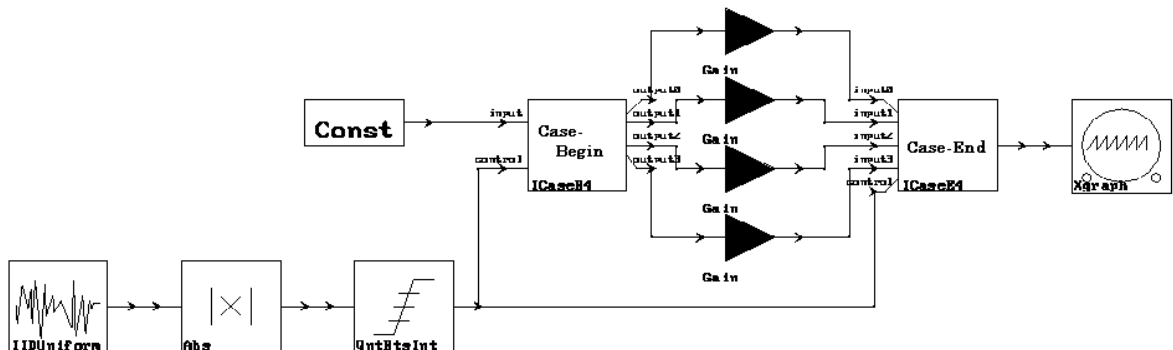 Gain
output0
input0
Const
input
output1
input1
Case-
Begin
output2
Gain
input2
Case-End
control
output3
input3
ICaseB4
Gain
control
ICaseE4
Xgraph
Gain
|×|
IIDUniform
Abs
QntBtsInt